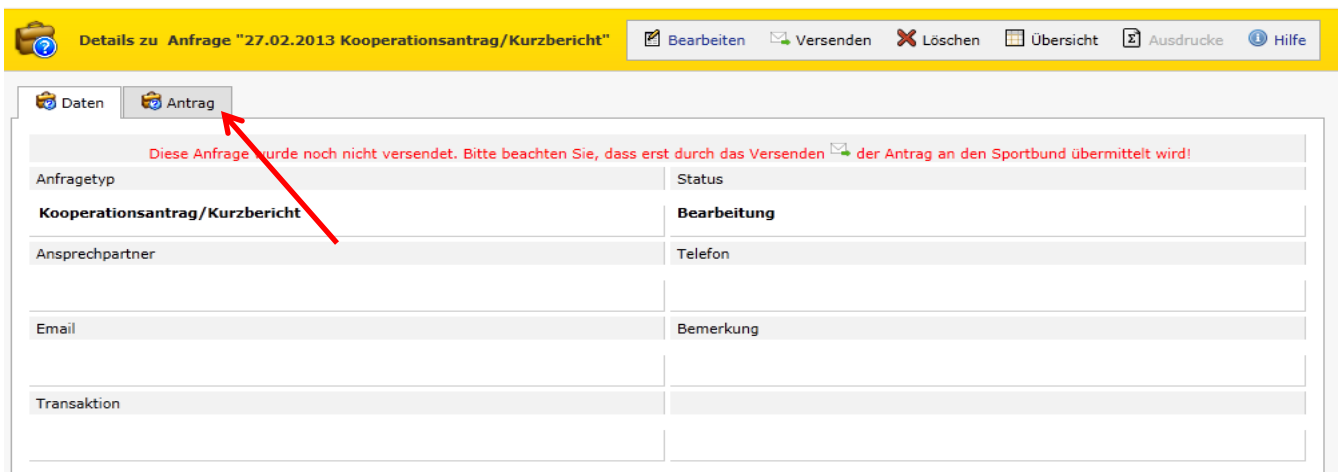 Details zu Anfrage "27.02.2013 Kooperationsantrag/Kurzbericht" Bearbeiten Versenden Löschen Übersicht Ausdrucke Hilfe
Daten Antrag
Diese Anfrage wurde noch nicht versendet. Bitte beachten Sie, dass erst durch das Versenden der Antrag an den Sportbund übermittelt wird!
Anfragetyp Status
Kooperationsantrag/Kurzbericht Bearbeitung
Ansprechpartner Telefon
Email Bemerkung
Transaktion